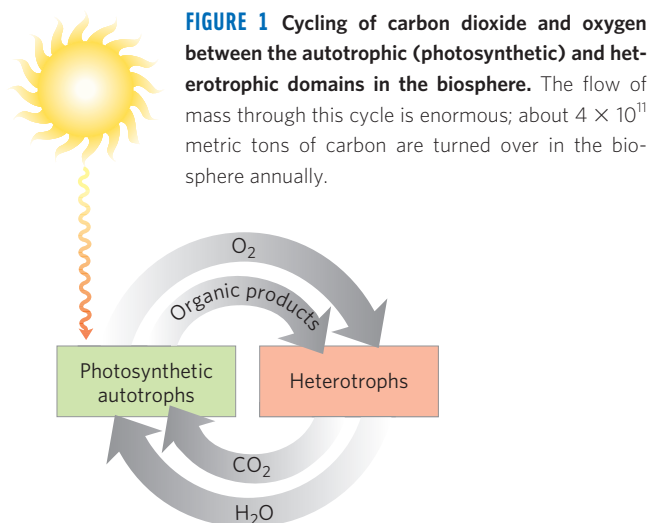 FIGURE 1 Cycling of carbon dioxide and oxygen
between the autotrophic (photosynthetic) and het-
erotrophic domains in the biosphere. The flow of
mass through this cycle is enormous; about 4 × 10¹¹
metric tons of carbon are turned over in the bio-
sphere annually.
O₂
Organic products
Photosynthetic
autotrophs
Heterotrophs
CO₂
H₂O